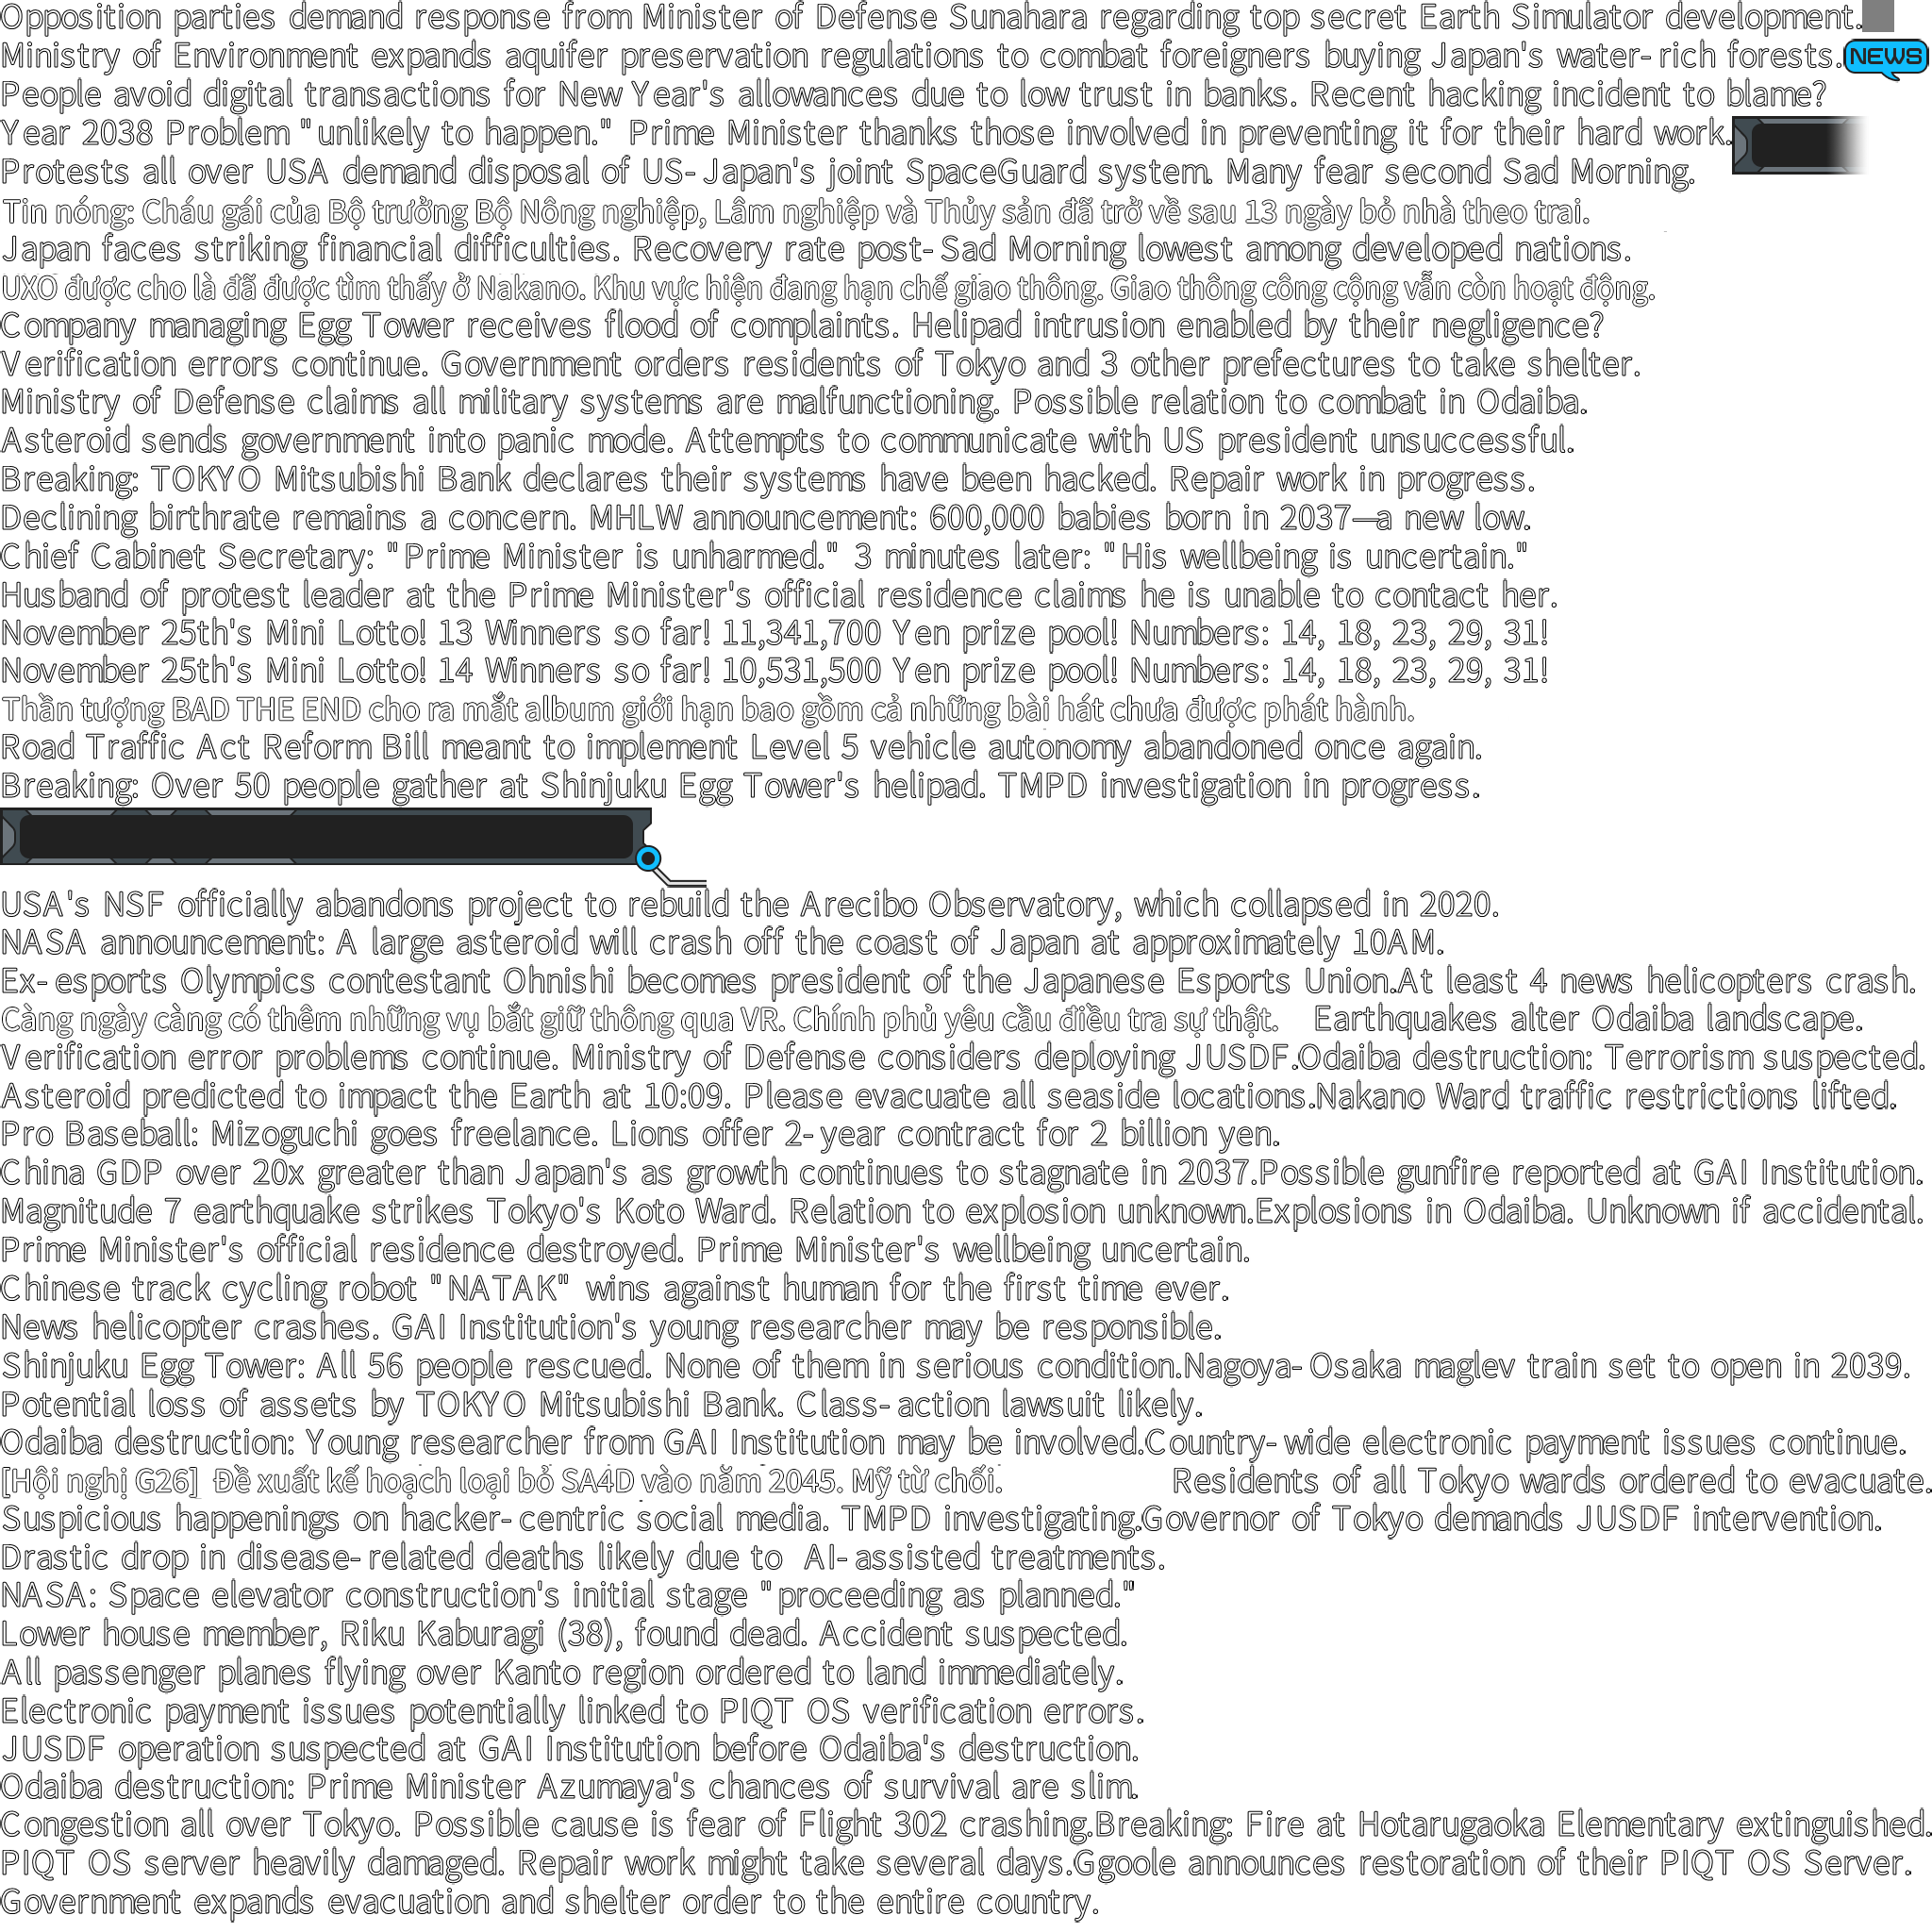 Opposition parties demand response from Minister of Defense Sunahara regarding top secret Earth Simulator development.
Ministry of Environment expands aquifer preservation regulations to combat foreigners buying Japan's water-rich forests.
NEWS
People avoid digital transactions for New Year's allowances due to low trust in banks. Recent hacking incident to blame?
Year 2038 Problem "unlikely to happen." Prime Minister thanks those involved in preventing it for their hard work.
Protests all over USA demand disposal of US-Japan's joint SpaceGuard system. Many fear second Sad Morning.
Tin nóng: Cháu gái của Bộ trưởng Bộ Nông nghiệp, Lâm nghiệp và Thủy sản đã trở về sau 13 ngày bỏ nhà theo trai.
Japan faces striking financial difficulties. Recovery rate post-Sad Morning lowest among developed nations.
UXO được cho là đã được tìm thấy ở Nakano. Khu vực hiện đang hạn chế giao thông. Giao thông công cộng vẫn còn hoạt động.
Company managing Egg Tower receives flood of complaints. Helipad intrusion enabled by their negligence?
Verification errors continue. Government orders residents of Tokyo and 3 other prefectures to take shelter.
Ministry of Defense claims all military systems are malfunctioning. Possible relation to combat in Odaiba.
Asteroid sends government into panic mode. Attempts to communicate with US president unsuccessful.
Breaking: TOKYO Mitsubishi Bank declares their systems have been hacked. Repair work in progress.
Declining birthrate remains a concern. MHLW announcement: 600,000 babies born in 2037—a new low.
Chief Cabinet Secretary: "Prime Minister is unharmed." 3 minutes later: "His wellbeing is uncertain."
Husband of protest leader at the Prime Minister's official residence claims he is unable to contact her.
November 25th's Mini Lotto! 13 Winners so far! 11,341,700 Yen prize pool! Numbers: 14, 18, 23, 29, 31!
November 25th's Mini Lotto! 14 Winners so far! 10,531,500 Yen prize pool! Numbers: 14, 18, 23, 29, 31!
Thần tượng BAD THE END cho ra mắt album giới hạn bao gồm cả những bài hát chưa được phát hành.
Road Traffic Act Reform Bill meant to implement Level 5 vehicle autonomy abandoned once again.
Breaking: Over 50 people gather at Shinjuku Egg Tower's helipad. TMPD investigation in progress.
USA's NSF officially abandons project to rebuild the Arecibo Observatory, which collapsed in 2020.
NASA announcement: A large asteroid will crash off the coast of Japan at approximately 10AM.
Ex-esports Olympics contestant Ohnishi becomes president of the Japanese Esports Union. At least 4 news helicopters crash.
Càng ngày càng có thêm những vụ bắt giữ thông qua VR. Chính phủ yêu cầu điều tra sự thật. Earthquakes alter Odaiba landscape.
Verification error problems continue. Ministry of Defense considers deploying JUSDF. Odaiba destruction: Terrorism suspected.
Asteroid predicted to impact the Earth at 10:09. Please evacuate all seaside locations. Nakano Ward traffic restrictions lifted.
Pro Baseball: Mizoguchi goes freelance. Lions offer 2-year contract for 2 billion yen.
China GDP over 20x greater than Japan's as growth continues to stagnate in 2037. Possible gunfire reported at GAI Institution.
Magnitude 7 earthquake strikes Tokyo's Koto Ward. Relation to explosion unknown. Explosions in Odaiba. Unknown if accidental.
Prime Minister's official residence destroyed. Prime Minister's wellbeing uncertain.
Chinese track cycling robot "NATAK" wins against human for the first time ever.
News helicopter crashes. GAI Institution's young researcher may be responsible.
Shinjuku Egg Tower: All 56 people rescued. None of them in serious condition. Nagoya-Osaka maglev train set to open in 2039.
Potential loss of assets by TOKYO Mitsubishi Bank. Class-action lawsuit likely.
Odaiba destruction: Young researcher from GAI Institution may be involved. Country-wide electronic payment issues continue.
[Hội nghị G26] Đề xuất kế hoạch loại bỏ SA4D vào năm 2045. Mỹ từ chối. Residents of all Tokyo wards ordered to evacuate.
Suspicious happenings on hacker-centric social media. TMPD investigating. Governor of Tokyo demands JUSDF intervention.
Drastic drop in disease-related deaths likely due to AI-assisted treatments.
NASA: Space elevator construction's initial stage "proceeding as planned."
Lower house member, Riku Kaburagi (38), found dead. Accident suspected.
All passenger planes flying over Kanto region ordered to land immediately.
Electronic payment issues potentially linked to PIQT OS verification errors.
JUSDF operation suspected at GAI Institution before Odaiba's destruction.
Odaiba destruction: Prime Minister Azumaya's chances of survival are slim.
Congestion all over Tokyo. Possible cause is fear of Flight 302 crashing. Breaking: Fire at Hotarugaoka Elementary extinguished.
PIQT OS server heavily damaged. Repair work might take several days. Ggoole announces restoration of their PIQT OS Server.
Government expands evacuation and shelter order to the entire country.